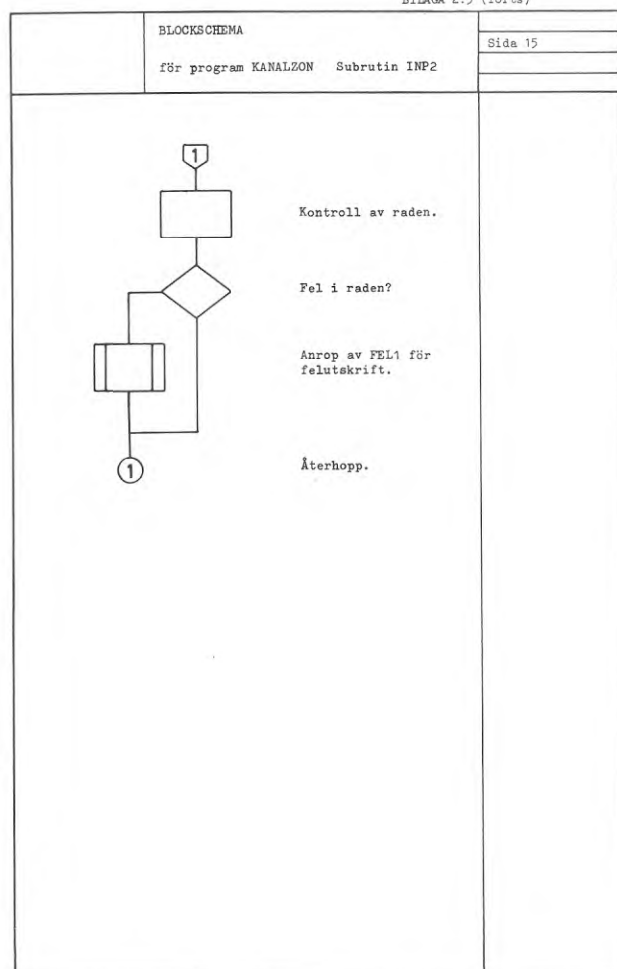 BLOCKSCHEMA
Sida 15
för program KANALZON Subrutin INP2
1
Kontroll av raden.
Fel i raden?
Anrop av FEL1 för
felutskrift.
1
Återhopp.